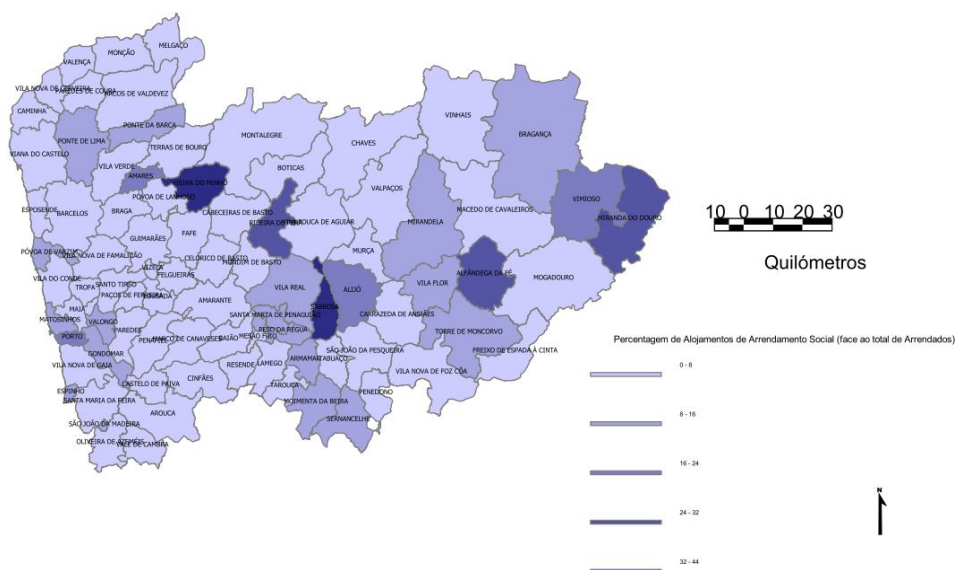 MELGAÇO
MONÇÃO
VALENÇA
VILA NOVA DE CERVEIRA
PAREDES DE COURA
ARCOS DE VALDEVEZ
CAMINHA
PONTE DA BARCA
PONTE DE LIMA
VIANA DO CASTELO
TERRAS DE BOURO
MONTALEGRE
CHAVES
VINHAIS
BRAGANÇA
VILA VERDE
AMARES
VIEIRA DO MINHO
BOTICAS
VALPAÇOS
VIMIOSO
PÓVOA DE LANHOSO
ESPOSENDE
BARCELOS
BRAGA
CABECEIRAS DE BASTO
RIBEIRA DE PENA
POUCA DE AGUIAR
MIRANDELA
MACEDO DE CAVALEIROS
MIRANDA DO DOURO
GUIMARÃES
FAFE
MURÇA
PÓVOA DE VARZIM
VILA NOVA DE FAMALICÃO
CELORICO DE BASTO
MONDIM DE BASTO
VIZELA
FELGUEIRAS
ALFÂNDEGA DA FÉ
MOGADOURO
VILA DO CONDE
SANTO TIRSO
TROFA
PAÇOS DE FERREIRA
LOUSADA
AMARANTE
VILA REAL
ALIJÓ
VILA FLOR
SABROSA
MAIA
MATOSINHOS
VALONGO
PAREDES
SANTA MARTA DE PENAGUIÃO
CARRAZEDA DE ANSIÃES
PESO DA RÉGUA
TORRE DE MONCORVO
PORTO
PENAFIEL
MARCO DE CANAVESES
BAIÃO
MESÃO FRIO
GONDOMAR
SÃO JOÃO DA PESQUEIRA
FREIXO DE ESPADA À CINTA
ARMAMAR
TABUAÇO
VILA NOVA DE GAIA
RESENDE
LAMEGO
VILA NOVA DE FOZ CÔA
CINFÃES
CASTELO DE PAIVA
TAROUCA
PENEDONO
ESPINHO
SANTA MARIA DA FEIRA
MOIMENTA DA BEIRA
AROUCA
SERNANCELHE
SÃO JOÃO DA MADEIRA
OLIVEIRA DE AZEMÉIS
VALE DE CAMBRA
10 0 10 20 30
Quilómetros
Percentagem de Alojamentos de Arrendamento Social (face ao total de Arrendados)
0 - 8
8 - 16
16 - 24
24 - 32
32 - 44
N